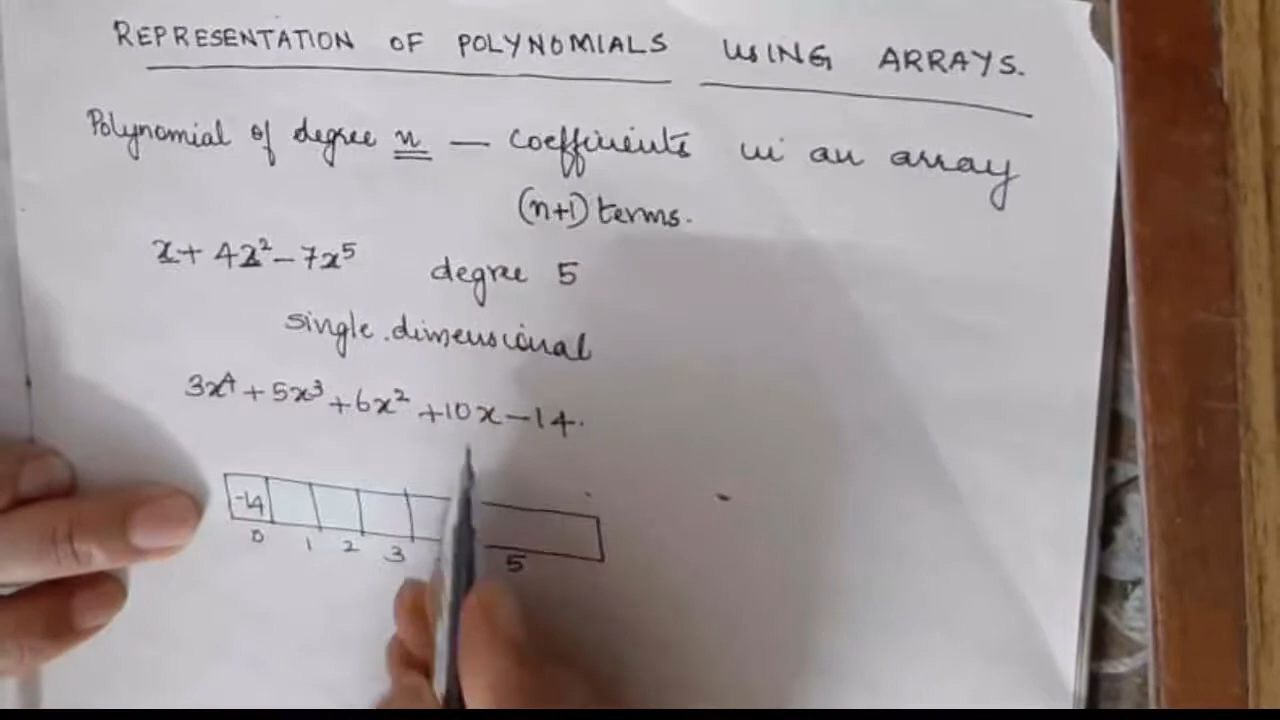 REPRESENTATION OF POLYNOMIALS USING ARRAYS.
Polynomial of degree n — coefficients in an array
(n+1) terms.
x + 4x² - 7x⁵ degree 5
single dimensional
3x⁴ + 5x³ + 6x² + 10x - 14.
-14
0 1 2 3 5